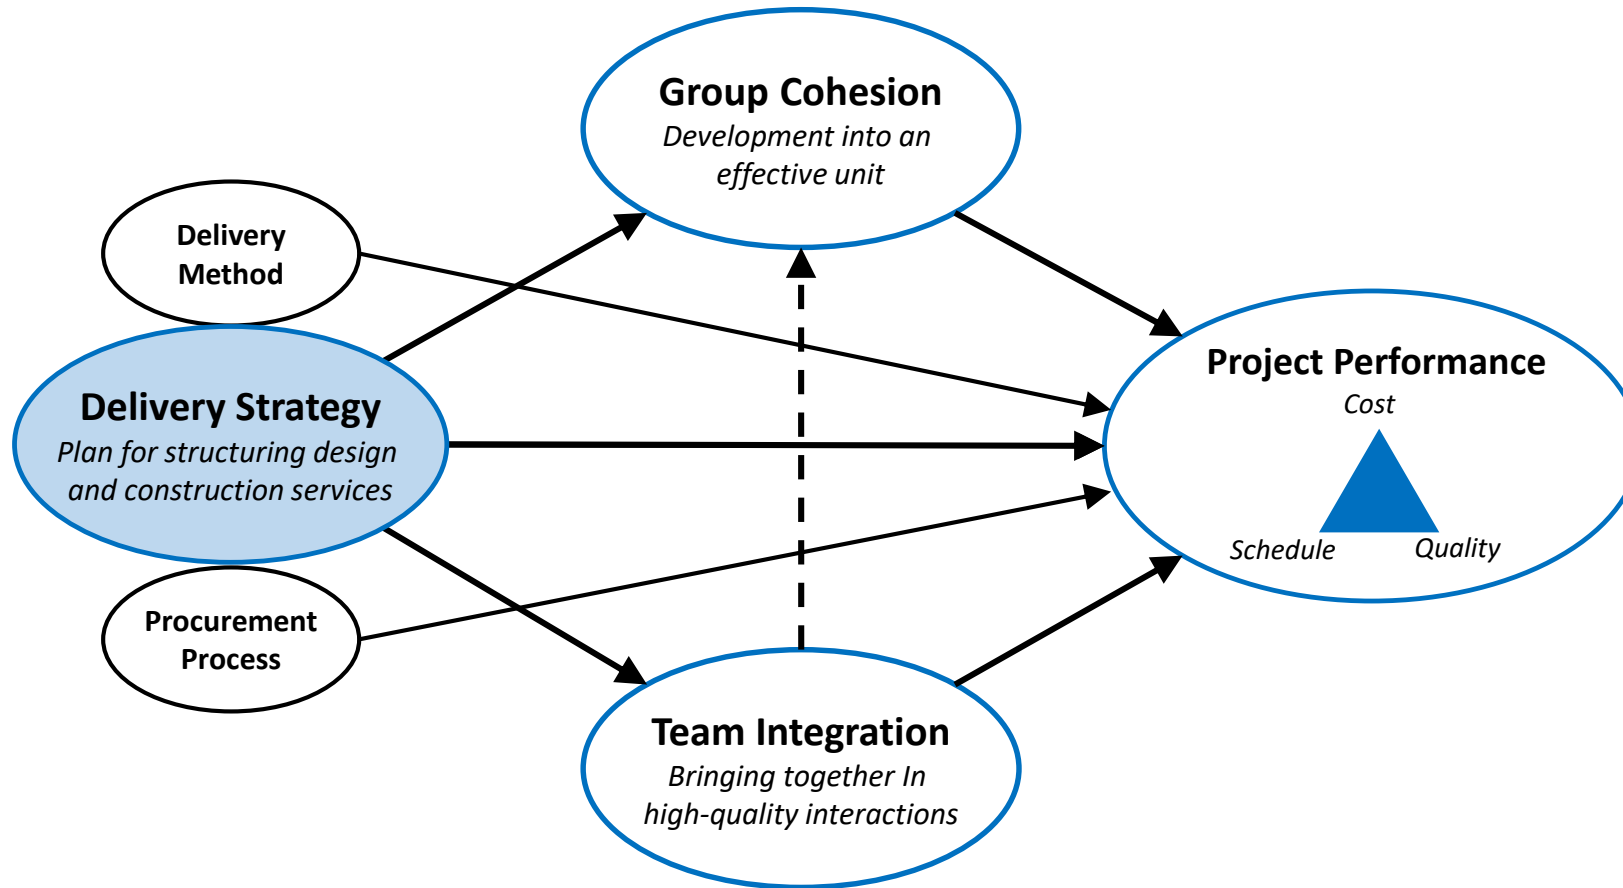 Group Cohesion
Development into an
effective unit
Delivery
Method
Delivery Strategy
Plan for structuring design
and construction services
Procurement
Process
Team Integration
Bringing together In
high-quality interactions
Project Performance
Cost
Schedule
Quality